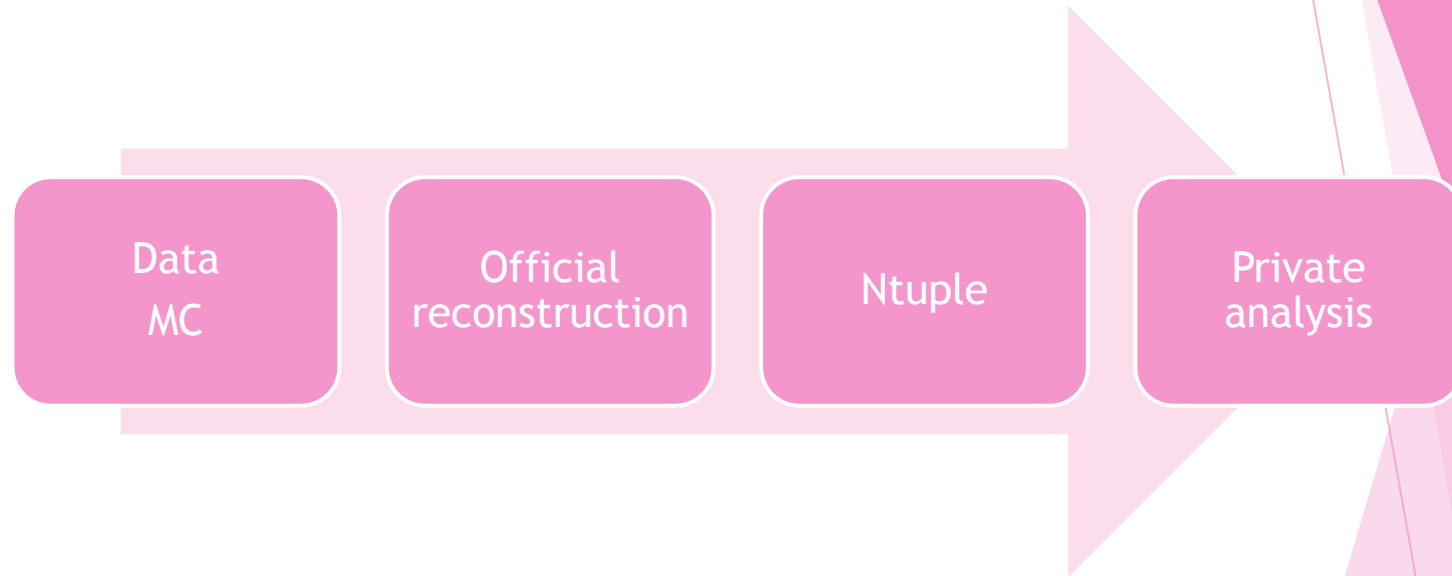 Data
MC
Official
reconstruction
Ntuple
Private
analysis